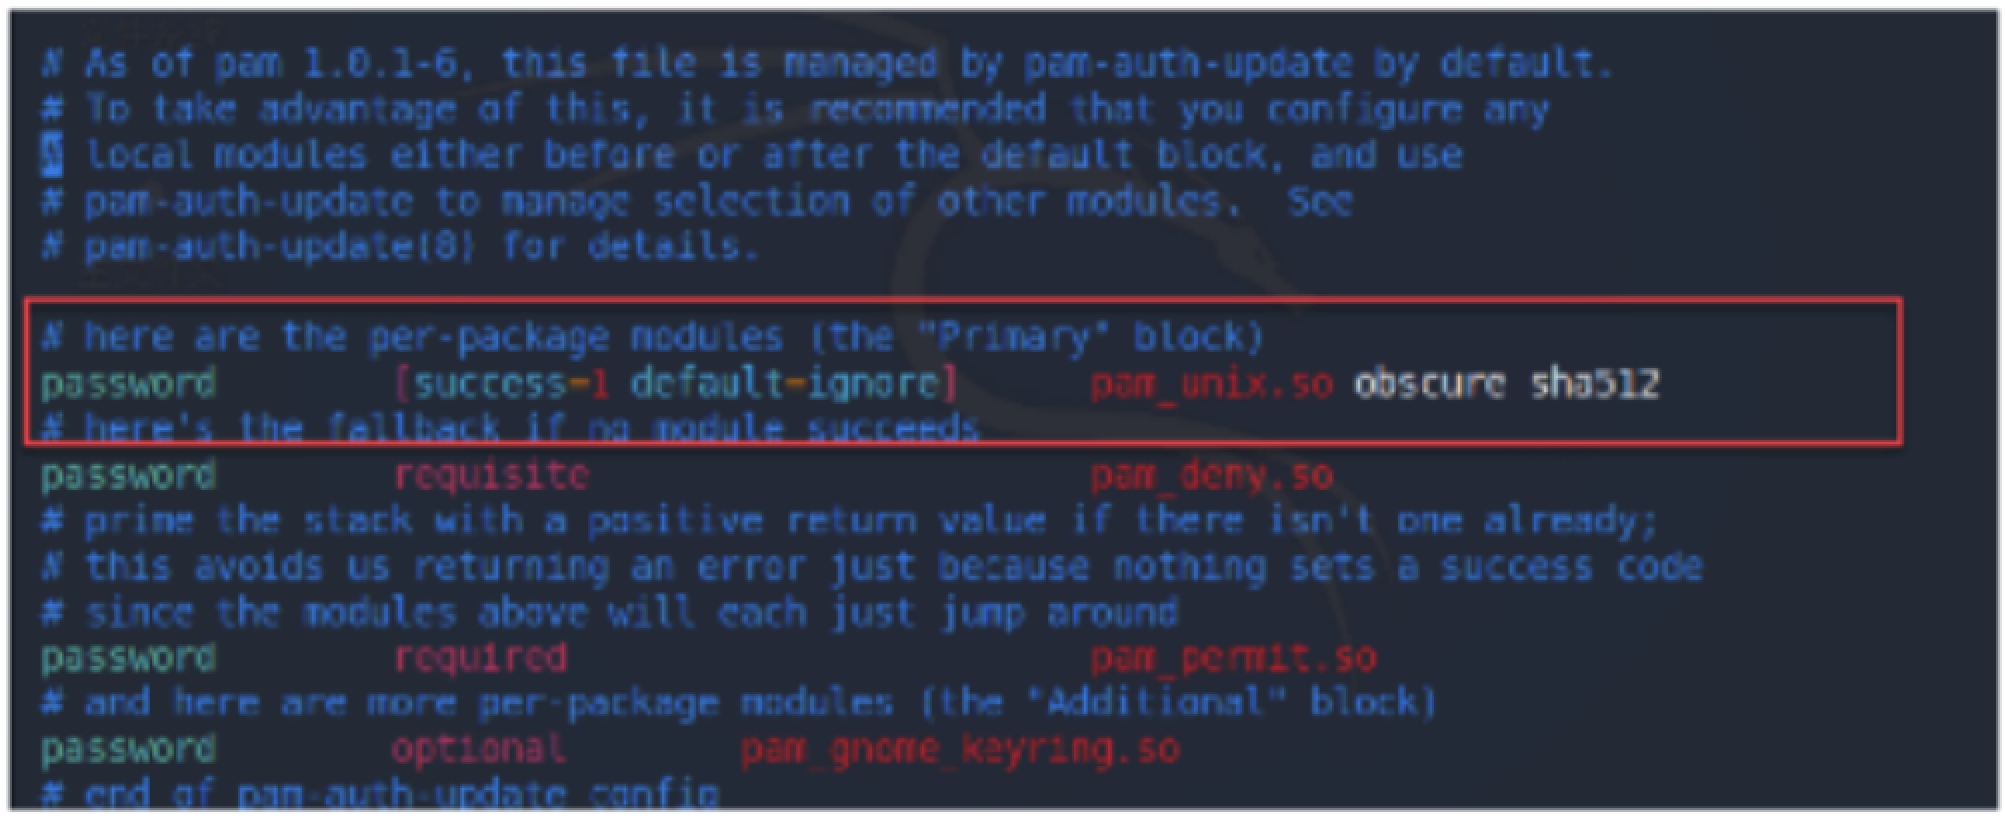 # As of pam 1.0.1-6, this file is managed by pam-auth-update by default.
# To take advantage of this, it is recommended that you configure any
# local modules either before or after the default block, and use
# pam-auth-update to manage selection of other modules.  See
# pam-auth-update(8) for details.
# here are the per-package modules (the "Primary" block)
password [success=1 default=ignore] pam_unix.so obscure sha512
# here's the fallback if no module succeeds
password requisite pam_deny.so
# prime the stack with a positive return value if there isn't one already;
# this avoids us returning an error just because nothing sets a success code
# since the modules above will each just jump around
password required pam_permit.so
# and here are more per-package modules (the "Additional" block)
password optional pam_gnome_keyring.so
# end of pam-auth-update config